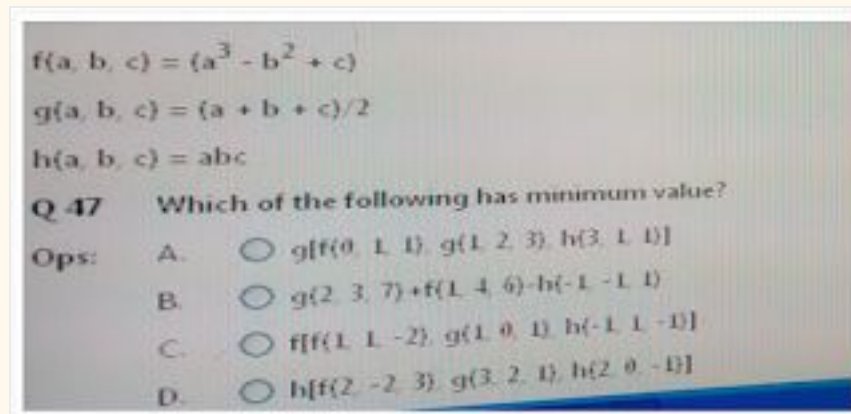 f(a, b, c) = (a³ - b² + c)
g(a, b, c) = (a + b + c)/2
h(a, b, c) = abc
Q 47 Which of the following has minimum value?
Ops: A. g[f(0, 1, 1), g(1, 2, 3), h(3, 1, 1)]
B. g(2, 3, 7)+f(1, 4, 6)-h(-1, -1, 1)
C. f[f(1, 1, -2), g(1, 0, 1), h(-1, 1, -1)]
D. h[f(2, -2, 3), g(3, 2, 1), h(2, 0, -1)]